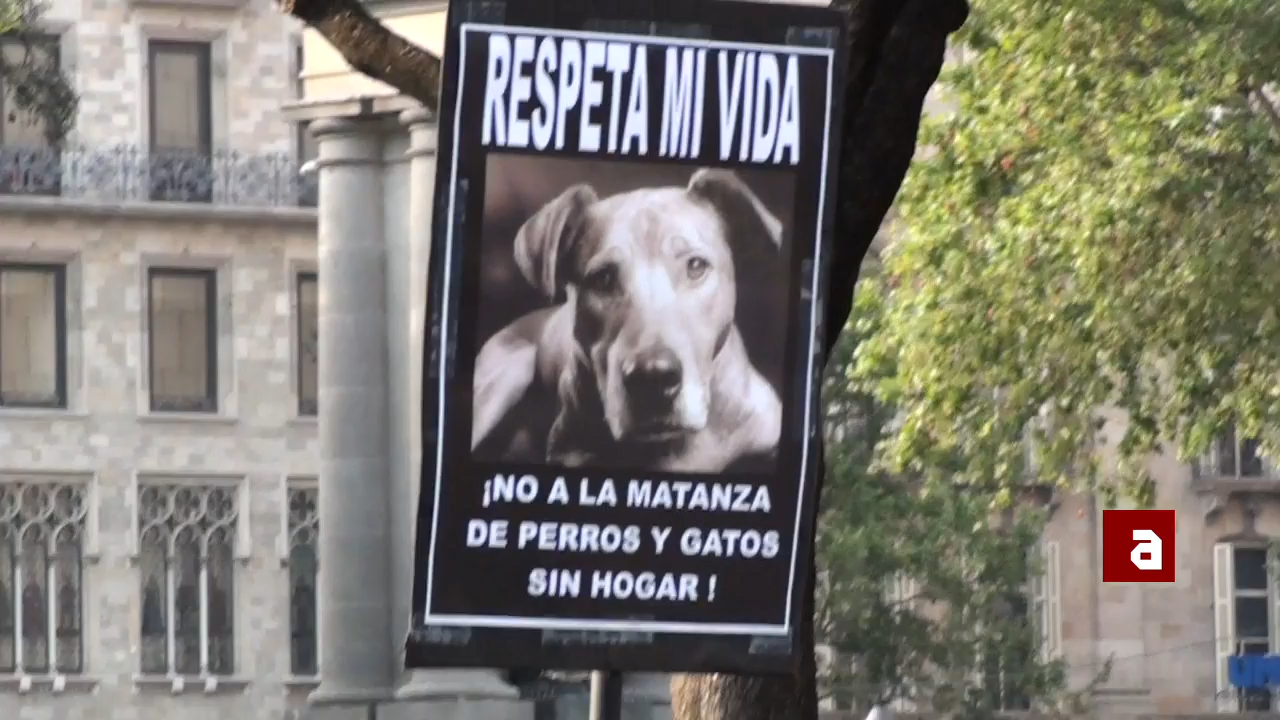 RESPETA MI VIDA
¡NO A LA MATANZA
DE PERROS Y GATOS
SIN HOGAR !
a